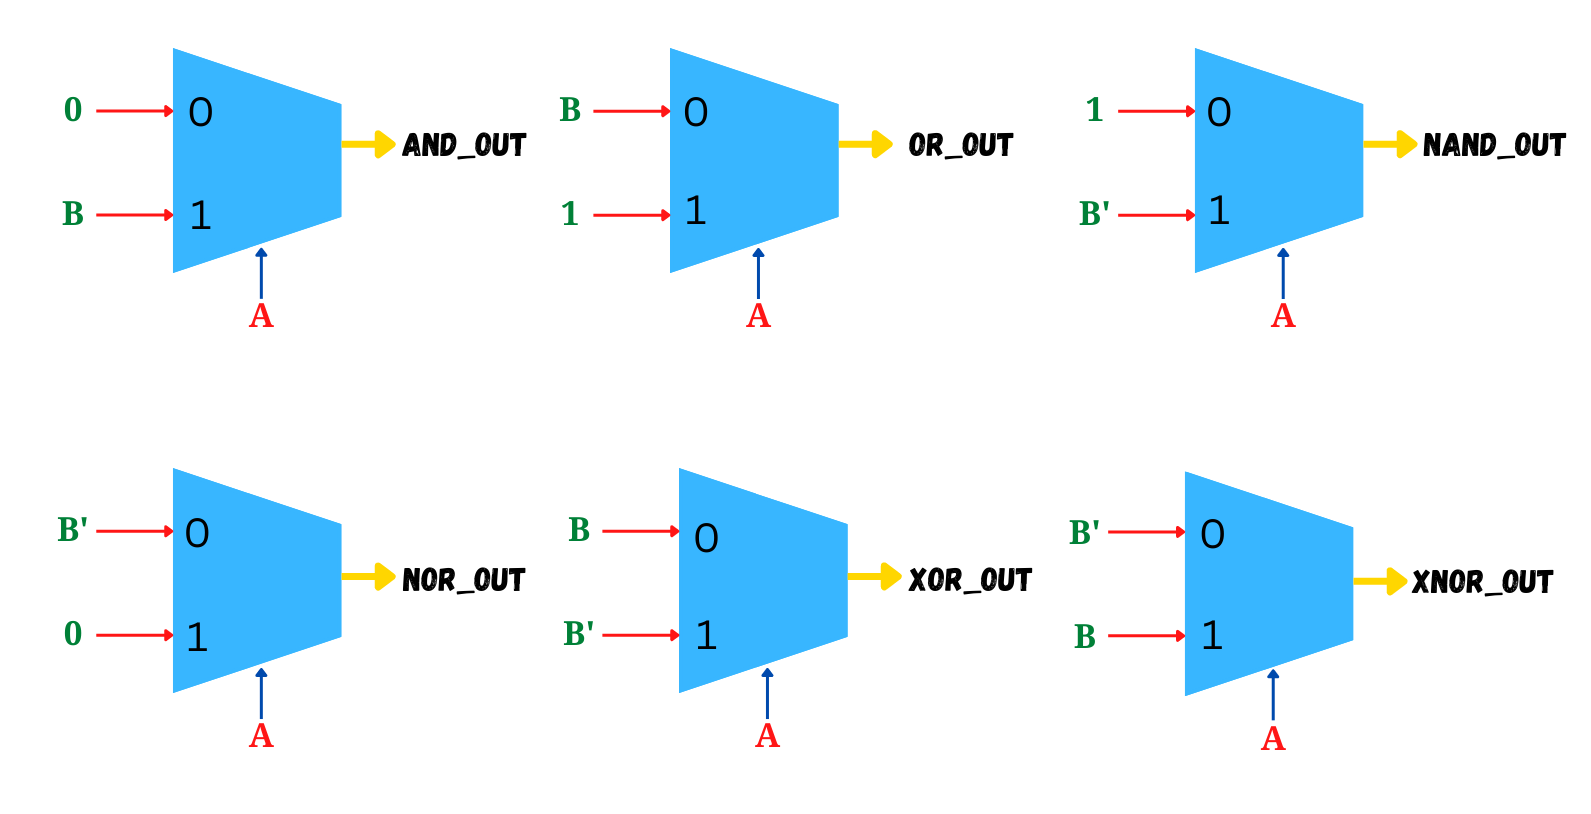 0 0
AND_OUT
B 1
A
B 0
OR_OUT
1 1
A
1 0
NAND_OUT
B' 1
A
B' 0
NOR_OUT
0 1
A
B 0
XOR_OUT
B' 1
A
B' 0
XNOR_OUT
B 1
A